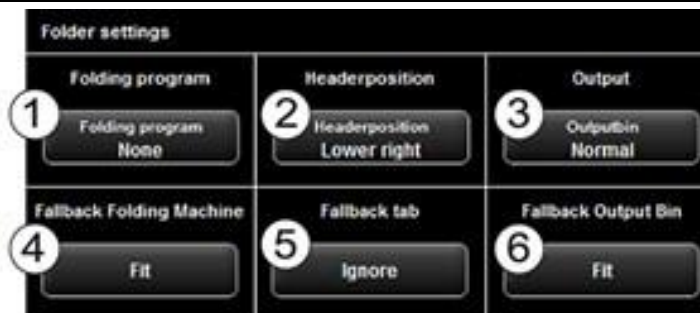 Folder settings
Folding program
Headerposition
Output
1
Folding program
None
2
Headerposition
Lower right
3
Outputbin
Normal
Fallback Folding Machine
Fallback tab
Fallback Output Bin
4
Fit
5
Ignore
6
Fit